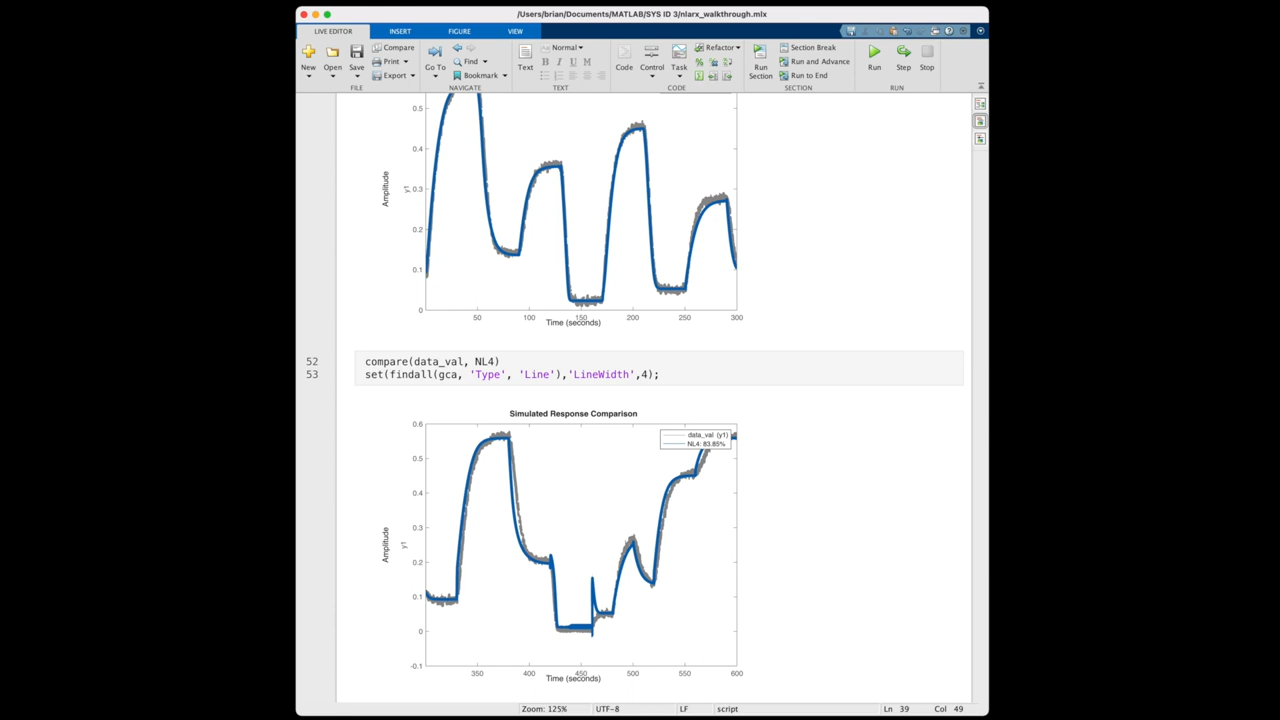 /Users/brian/Documents/MATLAB/SYS ID 3/nlarx_walkthrough.mlx
LIVE EDITOR INSERT FIGURE VIEW
New Open Save Compare Print Export
Go To Find Bookmark
Text Normal B I U M
Code Control Task Refactor
Run Section Section Break Run and Advance Run to End
Run Step Stop
FILE NAVIGATE TEXT CODE SECTION RUN
0.5
0.4
0.3
0.2
0.1
0
Amplitude
y1
50 100 150 200 250 300
Time (seconds)
52 compare(data_val, NL4)
53 set(findall(gca, 'Type', 'Line'),'LineWidth',4);
Simulated Response Comparison
data_val (y1)
NL4: 83.85%
0.6
0.5
0.4
0.3
0.2
0.1
0
-0.1
Amplitude
y1
350 400 450 500 550 600
Time (seconds)
Zoom: 125% UTF-8 LF script Ln 39 Col 49